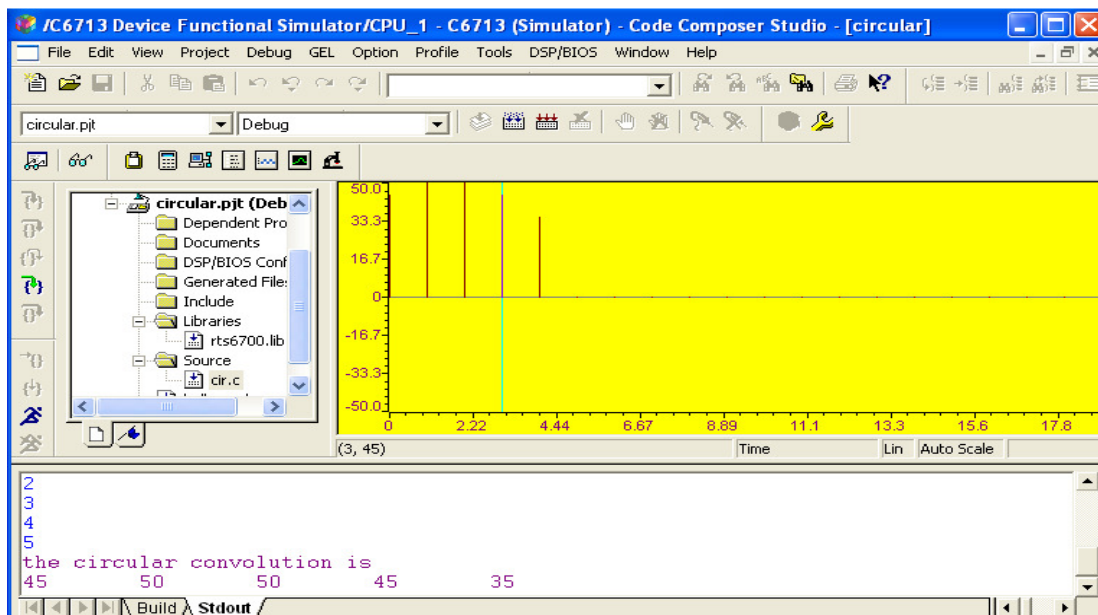 /C6713 Device Functional Simulator/CPU_1 - C6713 (Simulator) - Code Composer Studio - [circular]
File Edit View Project Debug GEL Option Profile Tools DSP/BIOS Window Help
circular.pjt Debug
circular.pjt (Deb
Dependent Pro
Documents
DSP/BIOS Conf
Generated File:
Include
Libraries
rts6700.lib
Source
cir.c
50.0
33.3
16.7
0
-16.7
-33.3
-50.0
0 2.22 4.44 6.67 8.89 11.1 13.3 15.6 17.8
(3, 45) Time Lin Auto Scale
2
3
4
5
the circular convolution is
45 50 50 45 35
Build Stdout